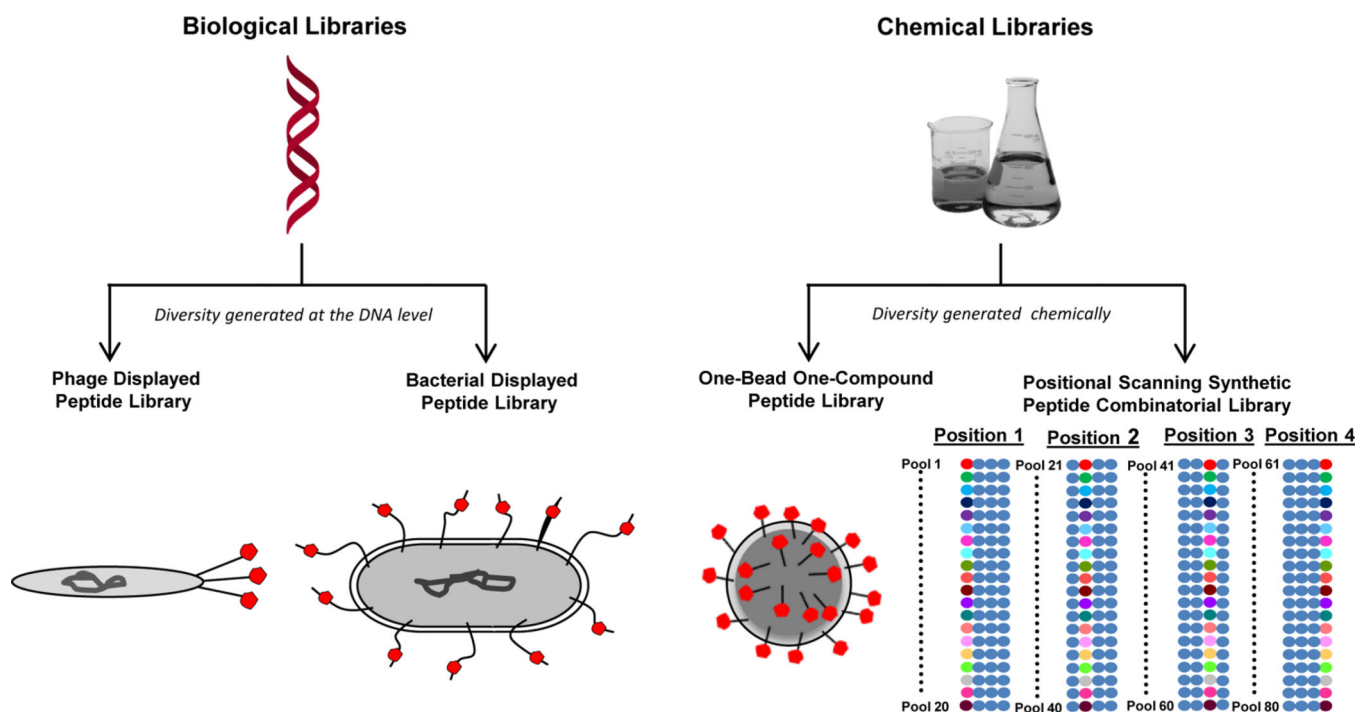 Biological Libraries
Chemical Libraries
Diversity generated at the DNA level
Diversity generated chemically
Phage Displayed
Peptide Library
Bacterial Displayed
Peptide Library
One-Bead One-Compound
Peptide Library
Positional Scanning Synthetic
Peptide Combinatorial Library
Position 1
Position 2
Position 3
Position 4
Pool 1
Pool 21
Pool 41
Pool 61
Pool 20
Pool 40
Pool 60
Pool 80